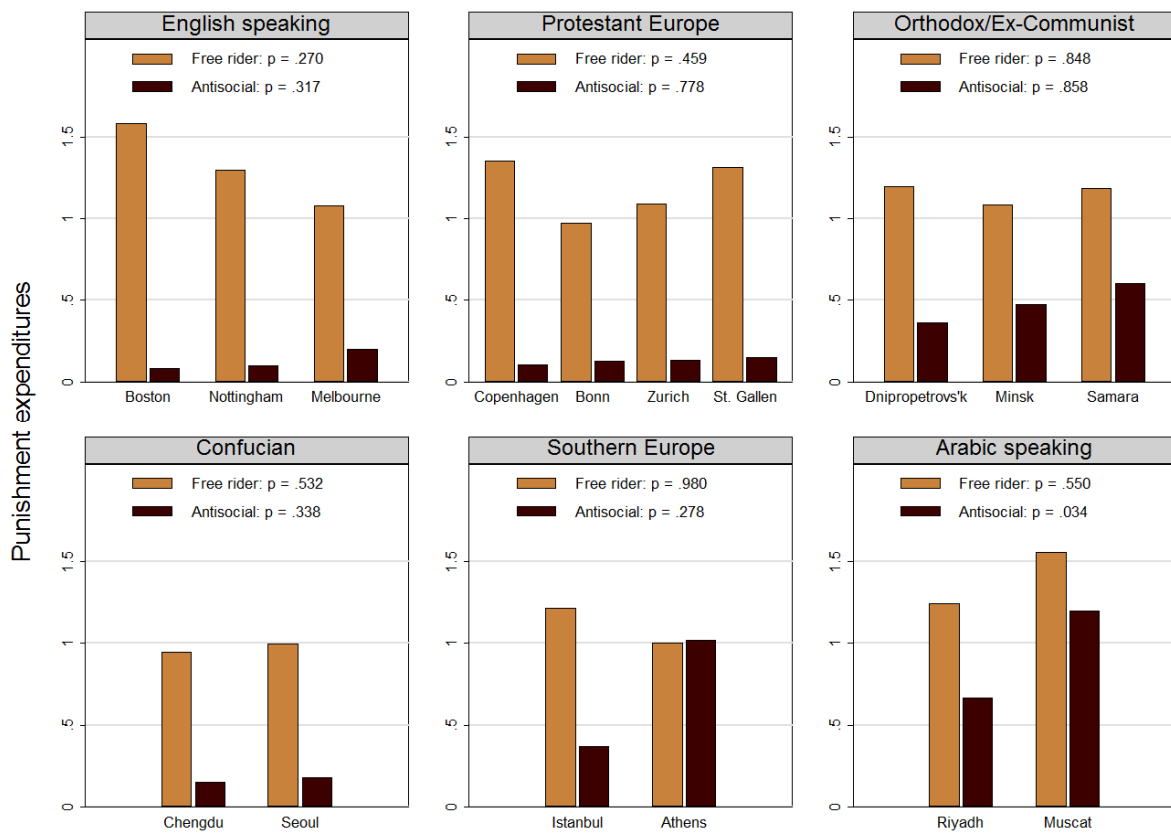 Punishment expenditures
English speaking
Free rider: p = .270
Antisocial: p = .317
1.5
1
.5
0
Boston Nottingham Melbourne
Protestant Europe
Free rider: p = .459
Antisocial: p = .778
1.5
1
.5
0
Copenhagen Bonn Zurich St. Gallen
Orthodox/Ex-Communist
Free rider: p = .848
Antisocial: p = .858
1.5
1
.5
0
Dnipropetrovs'k Minsk Samara
Confucian
Free rider: p = .532
Antisocial: p = .338
1.5
1
.5
0
Chengdu Seoul
Southern Europe
Free rider: p = .980
Antisocial: p = .278
1.5
1
.5
0
Istanbul Athens
Arabic speaking
Free rider: p = .550
Antisocial: p = .034
1.5
1
.5
0
Riyadh Muscat